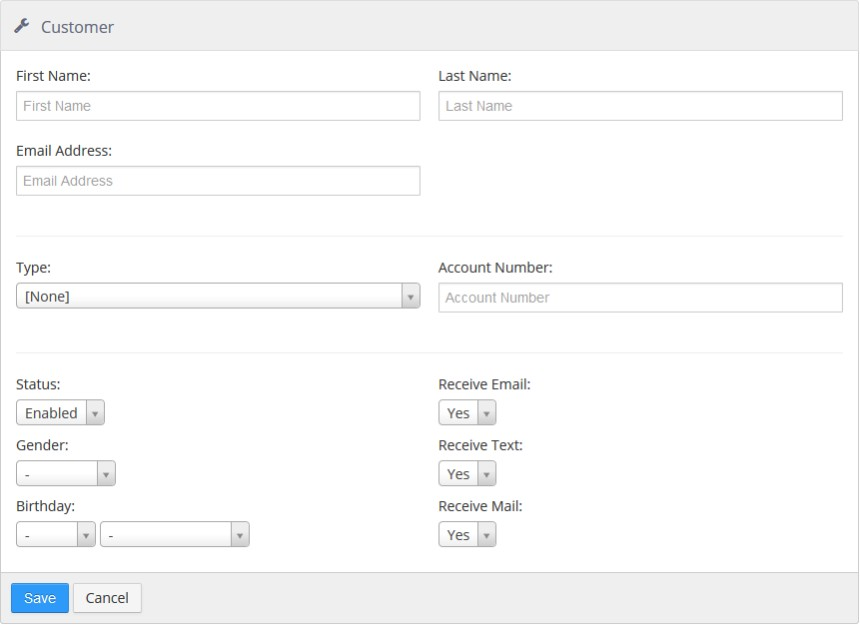 Customer
First Name: Last Name:
First Name Last Name
Email Address:
Email Address
Type: Account Number:
[None] Account Number
Status: Receive Email:
Enabled Yes
Gender: Receive Text:
- Yes
Birthday: Receive Mail:
- - Yes
Save Cancel